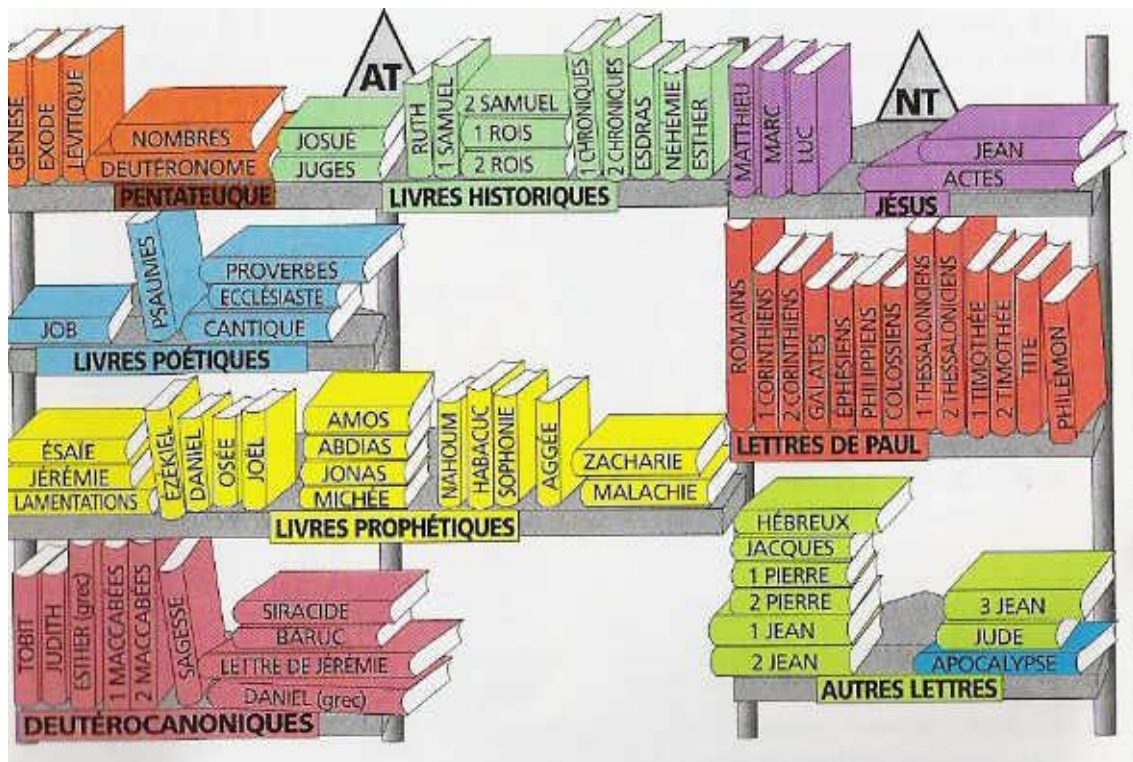 GENÈSE
EXODE
LÉVITIQUE
NOMBRES
DEUTÉRONOME
PENTATEUQUE
AT
JOSUÉ
JUGES
RUTH
1 SAMUEL
2 SAMUEL
1 ROIS
2 ROIS
1 CHRONIQUES
2 CHRONIQUES
ESDRAS
NÉHÉMIE
ESTHER
LIVRES HISTORIQUES
JOB
PSAUMES
PROVERBES
ECCLÉSIASTE
CANTIQUE
LIVRES POÉTIQUES
ÉSAÏE
JÉRÉMIE
LAMENTATIONS
ÉZÉKIEL
DANIEL
OSÉE
JOËL
AMOS
ABDIAS
JONAS
MICHÉE
NAHOUM
HABACUC
SOPHONIE
AGGÉE
ZACHARIE
MALACHIE
LIVRES PROPHÉTIQUES
TOBIT
JUDITH
ESTHER (grec)
1 MACCABÉES
2 MACCABÉES
SAGESSE
SIRACIDE
BARUC
LETTRE DE JÉRÉMIE
DANIEL (grec)
DEUTÉROCANONIQUES
NT
MATTHIEU
MARC
LUC
JEAN
ACTES
JÉSUS
ROMAINS
1 CORINTHIENS
2 CORINTHIENS
GALATES
ÉPHÉSIENS
PHILIPPIENS
COLOSSIENS
1 THESSALONICIENS
2 THESSALONICIENS
1 TIMOTHÉE
2 TIMOTHÉE
TITE
PHILÉMON
LETTRES DE PAUL
HÉBREUX
JACQUES
1 PIERRE
2 PIERRE
1 JEAN
2 JEAN
3 JEAN
JUDE
APOCALYPSE
AUTRES LETTRES